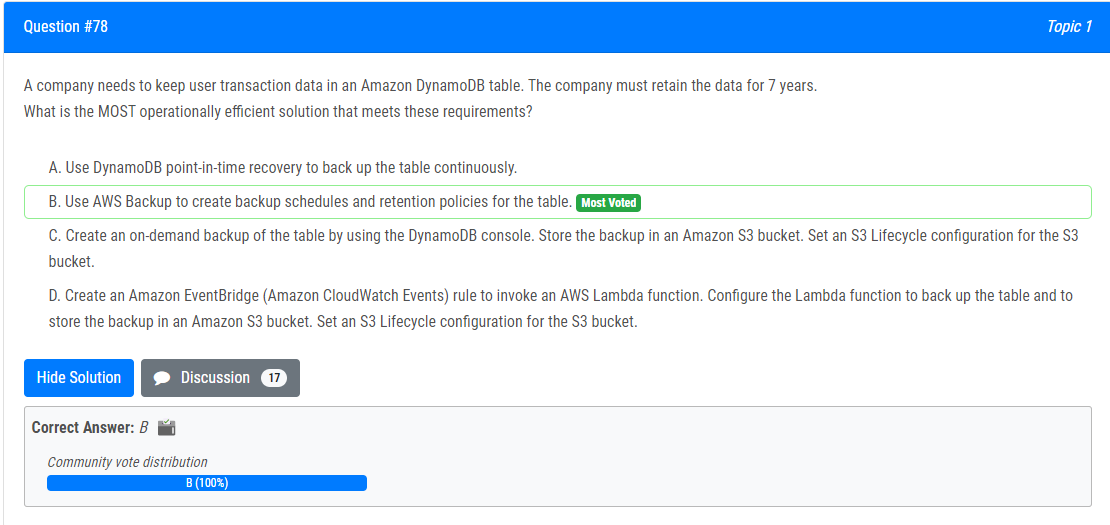 Question #78
Topic 1
A company needs to keep user transaction data in an Amazon DynamoDB table. The company must retain the data for 7 years.
What is the MOST operationally efficient solution that meets these requirements?
A. Use DynamoDB point-in-time recovery to back up the table continuously.
B. Use AWS Backup to create backup schedules and retention policies for the table. Most Voted
C. Create an on-demand backup of the table by using the DynamoDB console. Store the backup in an Amazon S3 bucket. Set an S3 Lifecycle configuration for the S3
bucket.
D. Create an Amazon EventBridge (Amazon CloudWatch Events) rule to invoke an AWS Lambda function. Configure the Lambda function to back up the table and to
store the backup in an Amazon S3 bucket. Set an S3 Lifecycle configuration for the S3 bucket.
Hide Solution
Discussion 17
Correct Answer: B
Community vote distribution
B (100%)